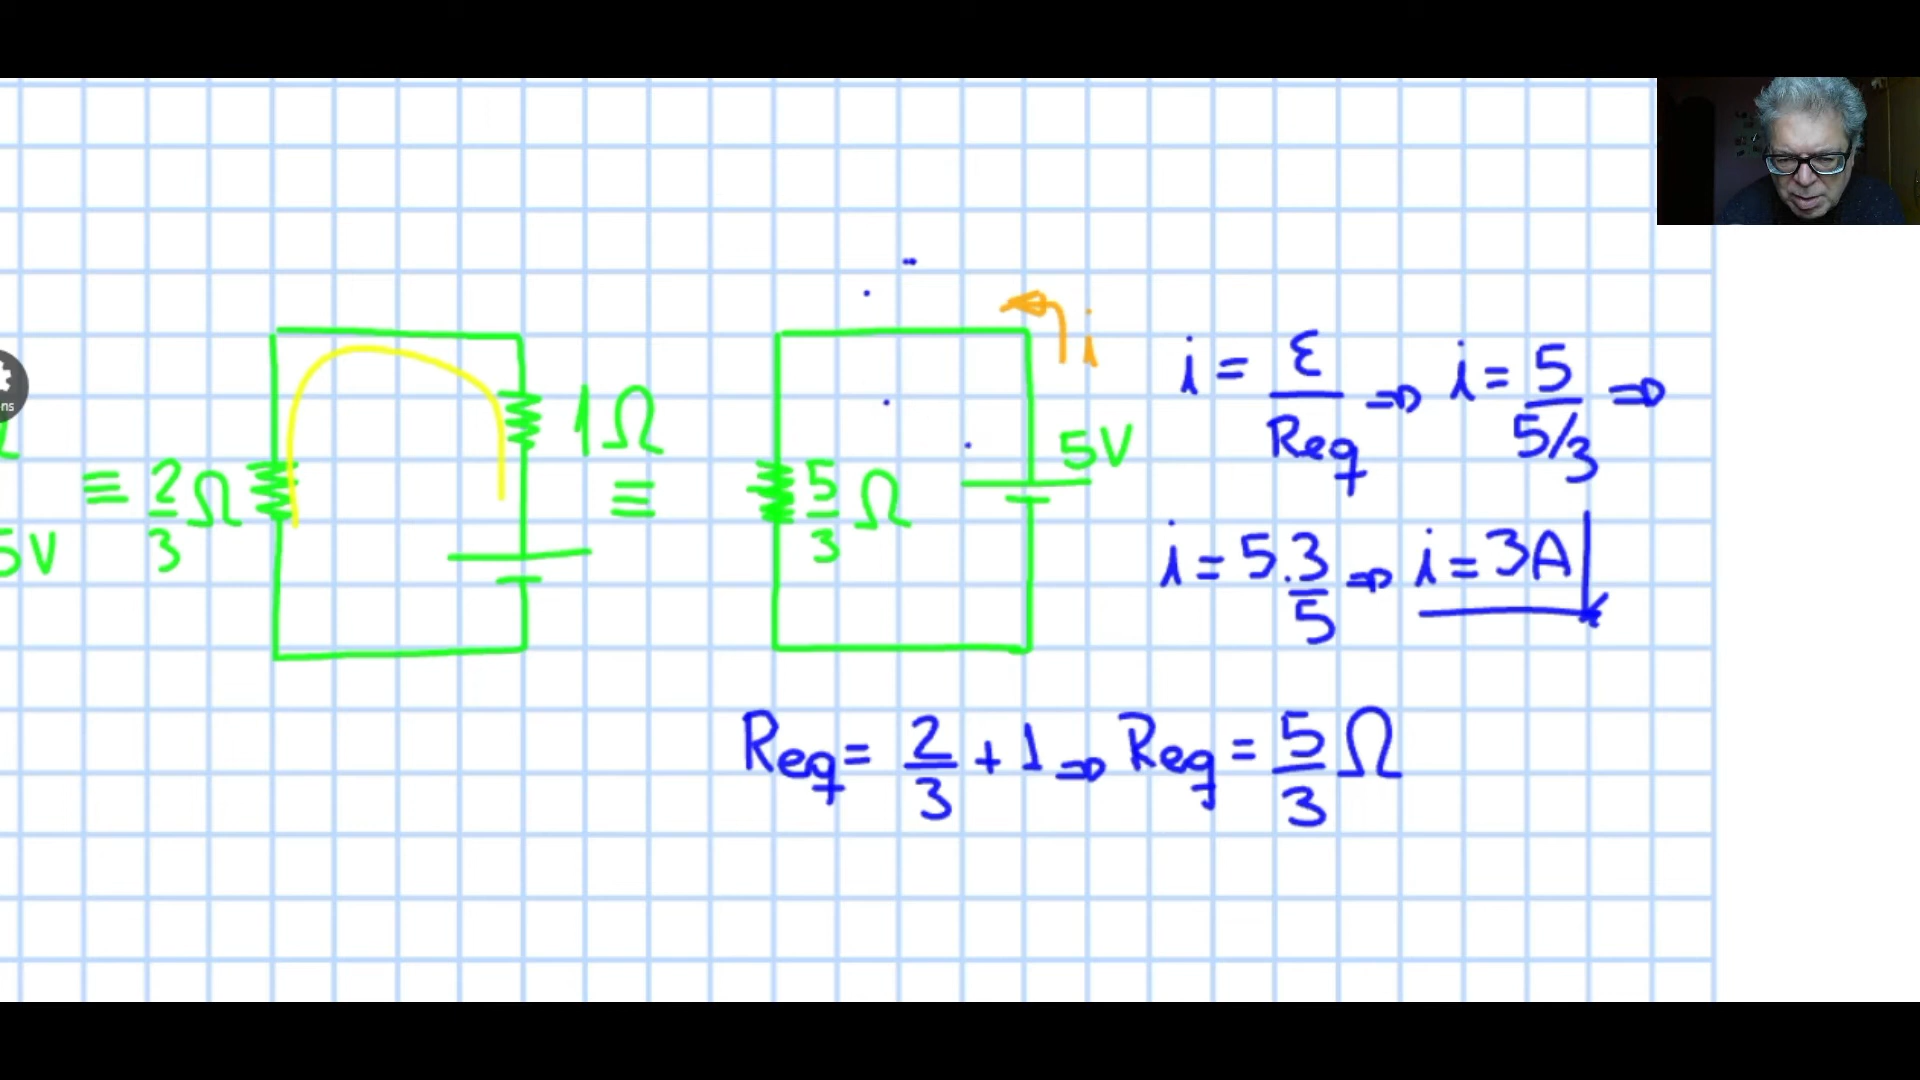 ns
5V
≡ 2/3 Ω
1Ω
≡
5/3 Ω
5V
i
i = ε/Req ⇒ i = 5/(5/3) ⇒
i = 5.3/5 ⇒ i = 3A
Req = 2/3 + 1 ⇒ Req = 5/3 Ω